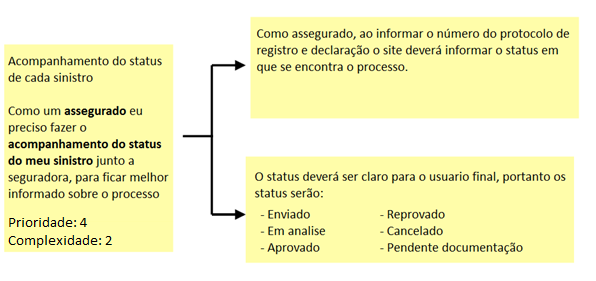 Acompanhamento do status
de cada sinistro
Como um assegurado eu
preciso fazer o
acompanhamento do status
do meu sinistro junto a
seguradora, para ficar melhor
informado sobre o processo
Prioridade: 4
Complexidade: 2
Como assegurado, ao informar o número do protocolo de
registro e declaração o site deverá informar o status em
que se encontra o processo.
O status deverá ser claro para o usuario final, portanto os
status serão:
- Enviado
- Em analise
- Aprovado
- Reprovado
- Cancelado
- Pendente documentação